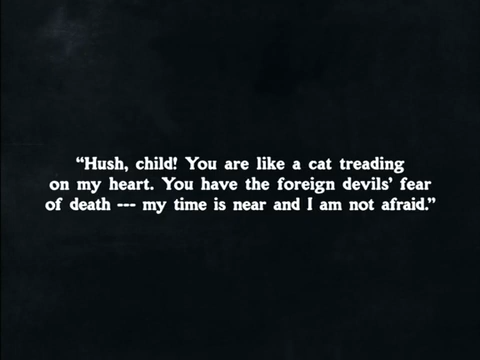 “Hush, child! You are like a cat treading
on my heart. You have the foreign devils’ fear
of death --- my time is near and I am not afraid.”